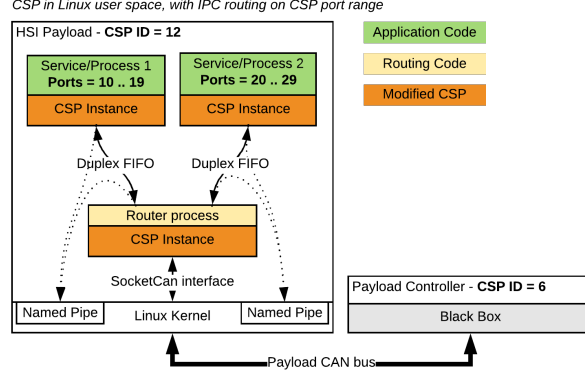 CSP in Linux user space, with IPC routing on CSP port range
HSI Payload - CSP ID = 12
Application Code
Routing Code
Modified CSP
Service/Process 1
Ports = 10 .. 19
CSP Instance
Service/Process 2
Ports = 20 .. 29
CSP Instance
Duplex FIFO
Duplex FIFO
Router process
CSP Instance
SocketCan interface
Named Pipe
Linux Kernel
Named Pipe
Payload Controller - CSP ID = 6
Black Box
Payload CAN bus